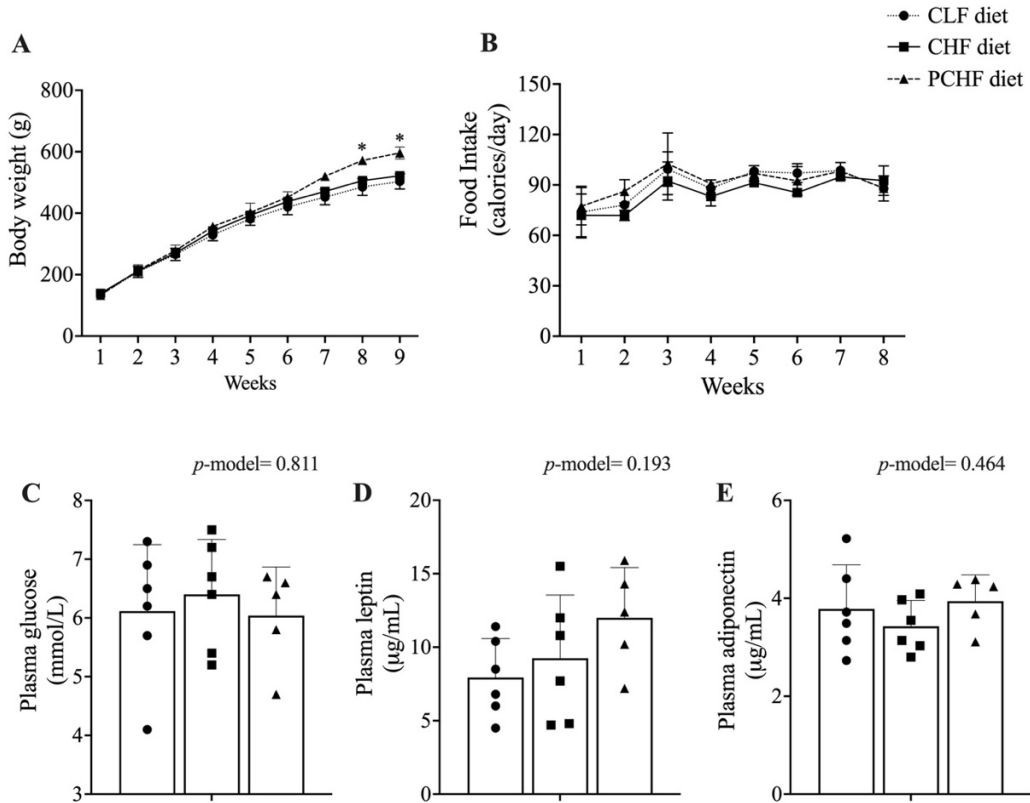 CLF diet
CHF diet
PCHF diet
A
Body weight (g)
800
600
400
200
0
* *
1 2 3 4 5 6 7 8 9
Weeks
B
Food Intake
(calories/day)
150
120
90
60
30
0
1 2 3 4 5 6 7 8
Weeks
p-model= 0.811
C
Plasma glucose
(mmol/L)
8
7
6
5
4
3
p-model= 0.193
D
Plasma leptin
(µg/mL)
20
15
10
5
0
p-model= 0.464
E
Plasma adiponectin
(µg/mL)
6
4
2
0